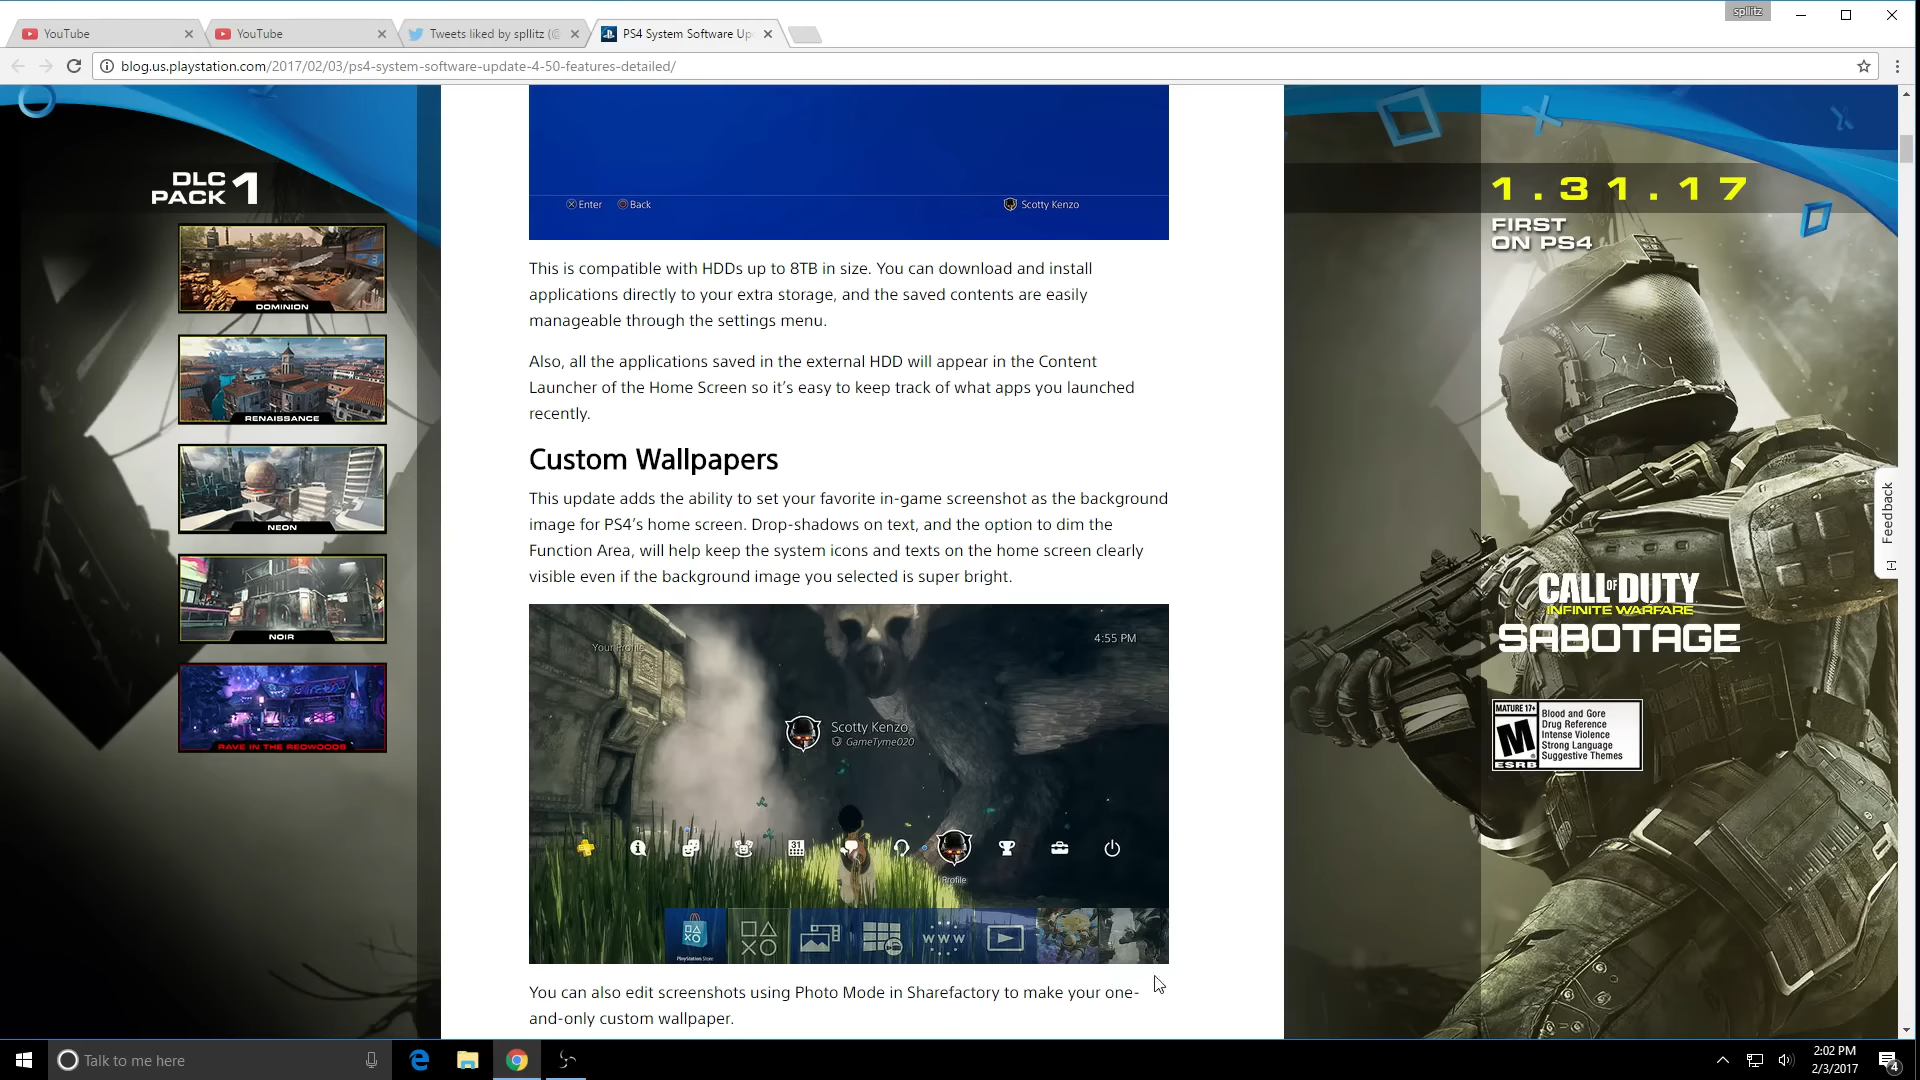 spllitz
YouTube
YouTube
Tweets liked by spllitz (@
PS4 System Software Up
blog.us.playstation.com/2017/02/03/ps4-system-software-update-4-50-features-detailed/
DLC
PACK 1
DOMINION
RENAISSANCE
NEON
NOIR
RAVE IN THE REDWOODS
Enter
Back
Scotty Kenzo
This is compatible with HDDs up to 8TB in size. You can download and install
applications directly to your extra storage, and the saved contents are easily
manageable through the settings menu.
Also, all the applications saved in the external HDD will appear in the Content
Launcher of the Home Screen so it’s easy to keep track of what apps you launched
recently.
Custom Wallpapers
This update adds the ability to set your favorite in-game screenshot as the background
image for PS4’s home screen. Drop-shadows on text, and the option to dim the
Function Area, will help keep the system icons and texts on the home screen clearly
visible even if the background image you selected is super bright.
Your Profile
4:55 PM
Scotty Kenzo
GameTyme020
31
Profile
PlayStation Store
www
You can also edit screenshots using Photo Mode in Sharefactory to make your one-
and-only custom wallpaper.
1.31.17
FIRST
ON PS4
CALL OF DUTY
INFINITE WARFARE
SABOTAGE
MATURE 17+
M
ESRB
Blood and Gore
Drug Reference
Intense Violence
Strong Language
Suggestive Themes
Feedback
[-]
Talk to me here
2:02 PM
2/3/2017
4